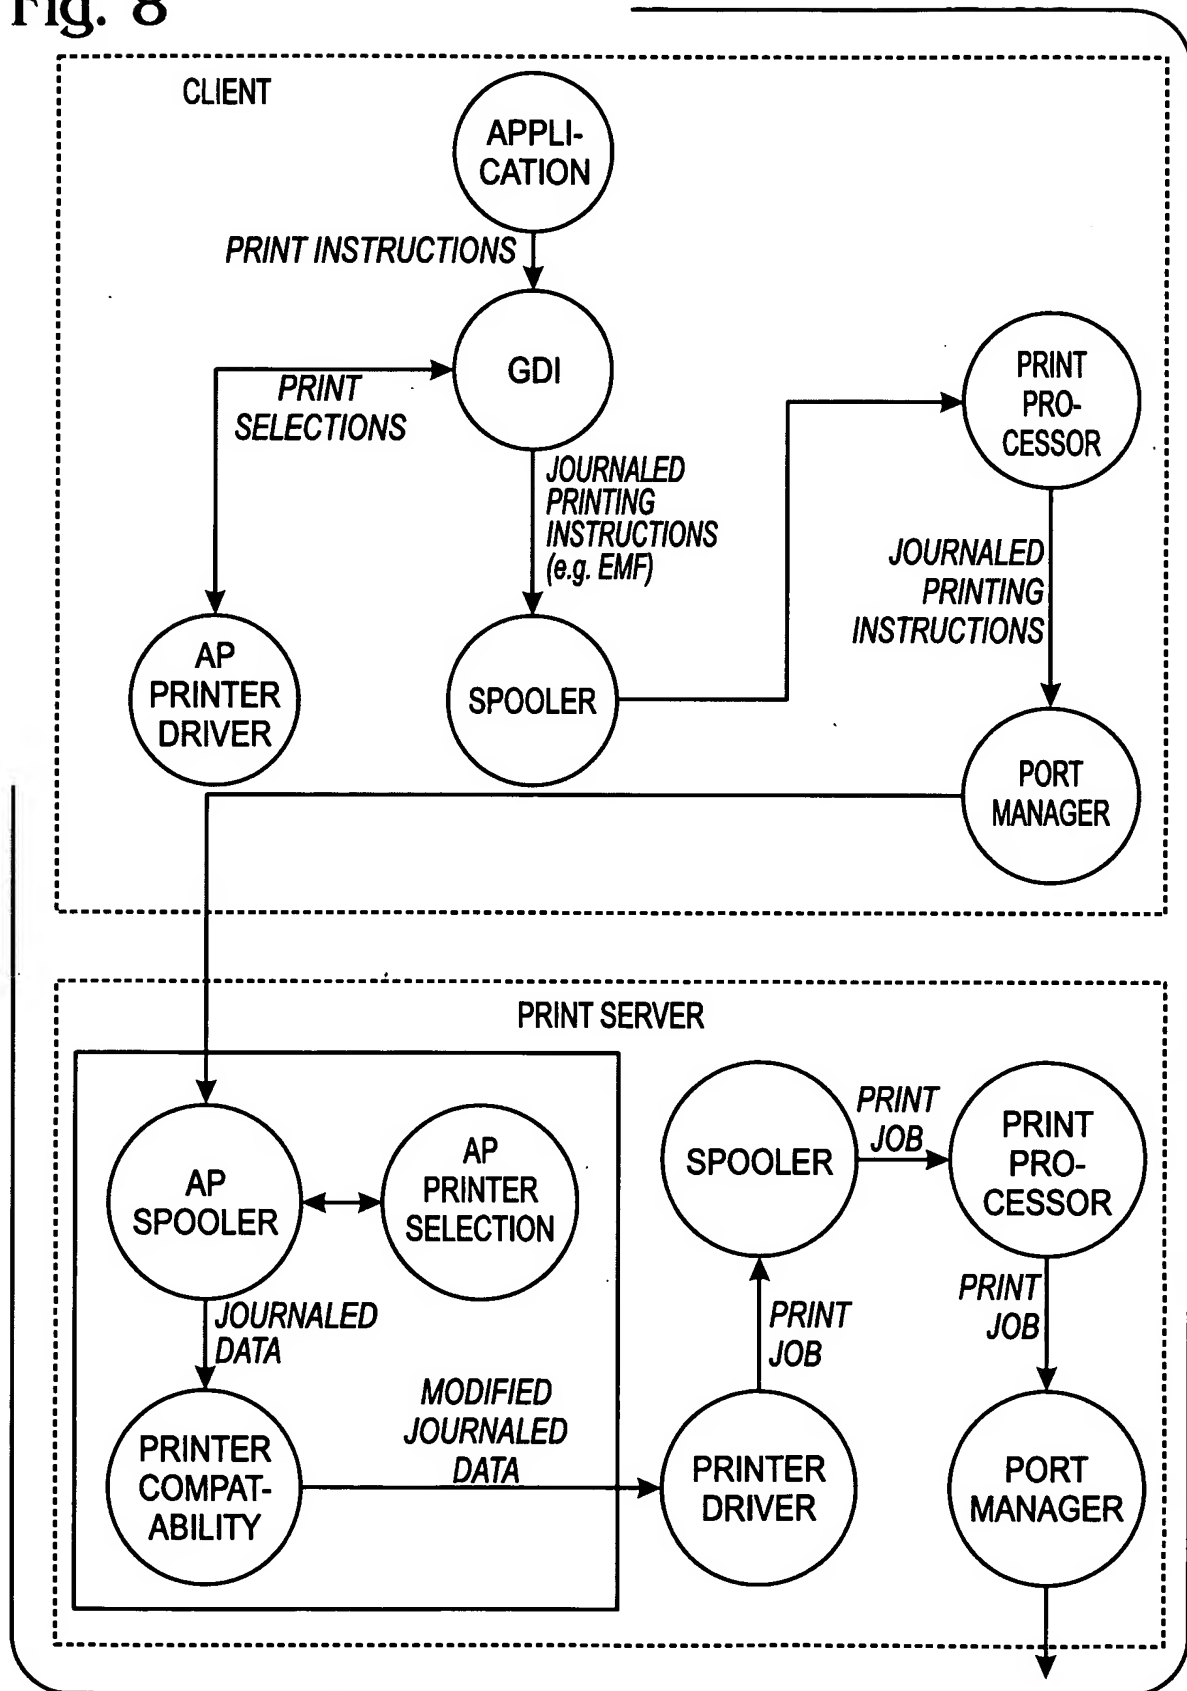 Fig. 8
CLIENT
APPLI-
CATION
PRINT INSTRUCTIONS
GDI
PRINT
SELECTIONS
PRINT
PRO-
CESSOR
JOURNALED
PRINTING
INSTRUCTIONS
(e.g. EMF)
JOURNALED
PRINTING
INSTRUCTIONS
AP
PRINTER
DRIVER
SPOOLER
PORT
MANAGER
PRINT SERVER
AP
SPOOLER
AP
PRINTER
SELECTION
SPOOLER
PRINT
JOB
PRINT
PRO-
CESSOR
JOURNALED
DATA
PRINT
JOB
PRINT
JOB
PRINTER
COMPAT-
ABILITY
MODIFIED
JOURNALED
DATA
PRINTER
DRIVER
PORT
MANAGER